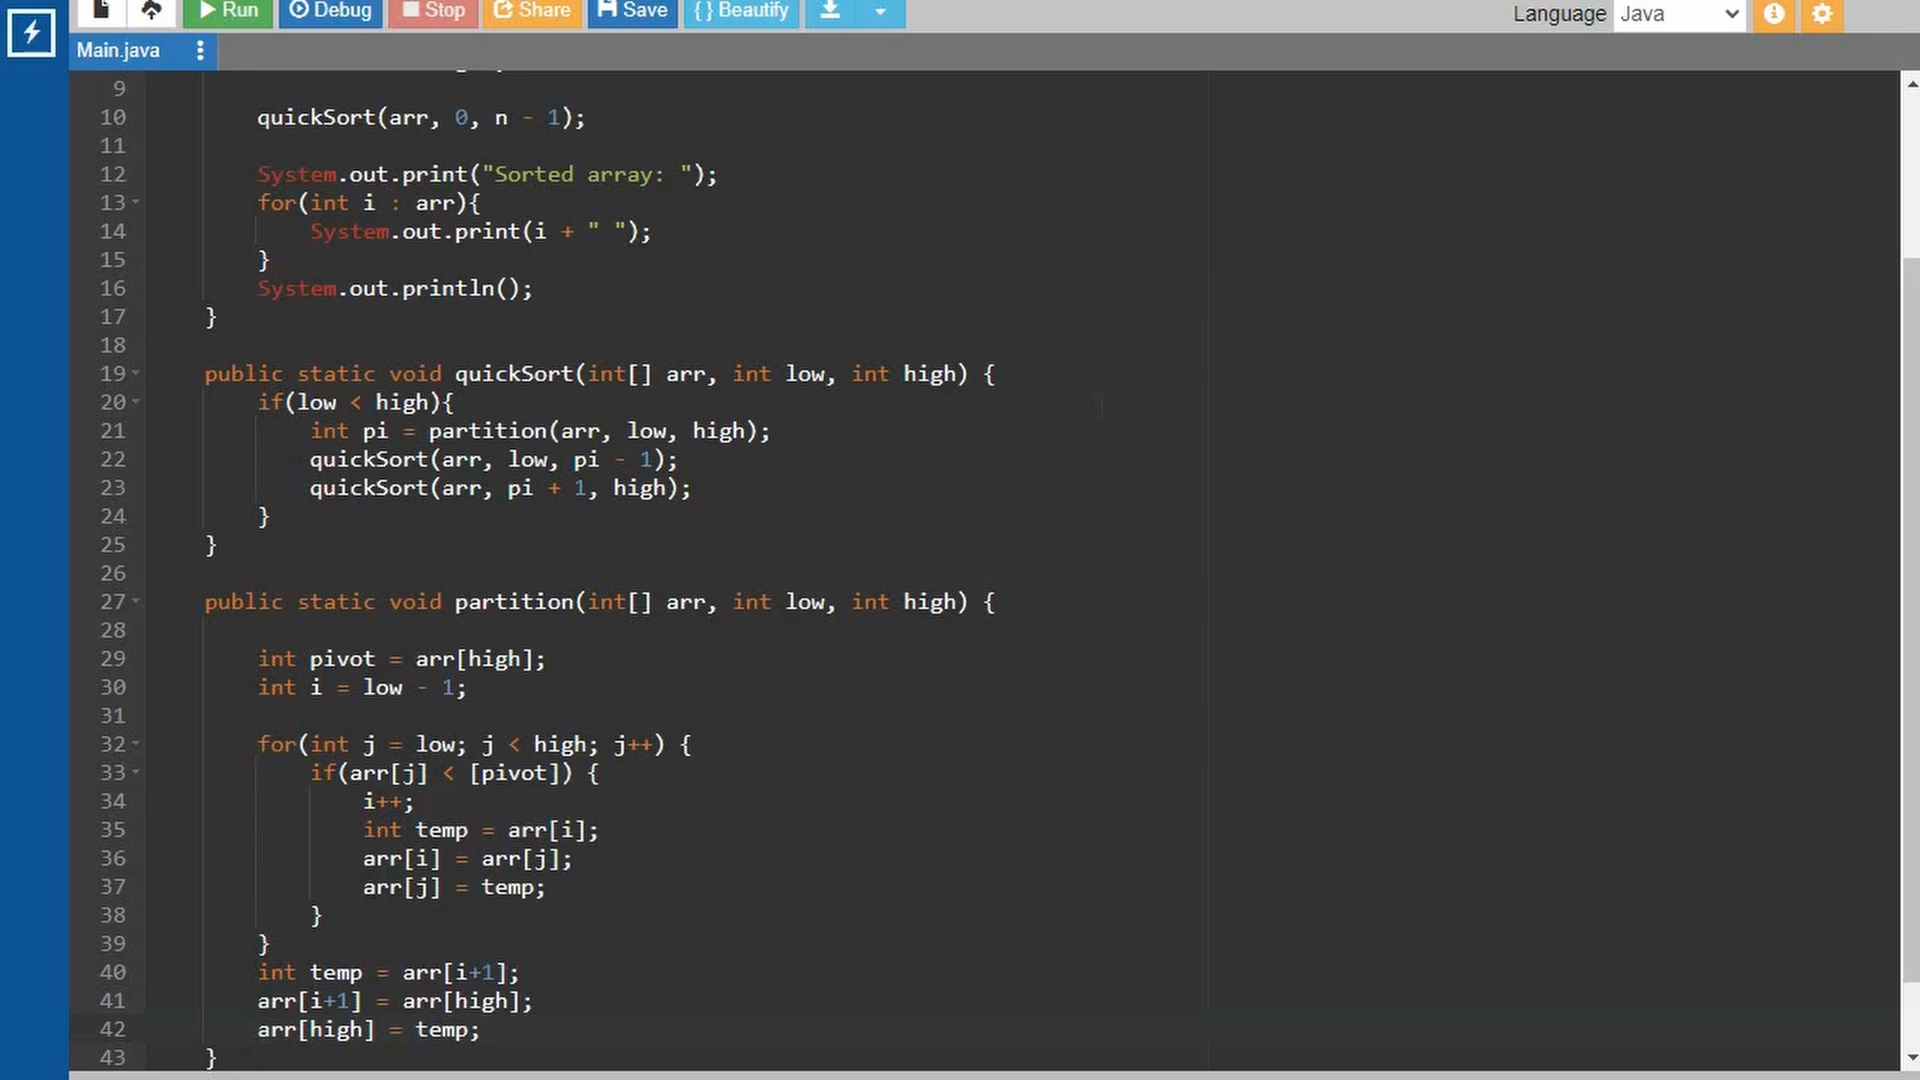 Run Debug Stop Share Save { } Beautify Language Java
Main.java
9
10 quickSort(arr, 0, n - 1);
11
12 System.out.print("Sorted array: ");
13 for(int i : arr){
14 System.out.print(i + " ");
15 }
16 System.out.println();
17 }
18
19 public static void quickSort(int[] arr, int low, int high) {
20 if(low < high){
21 int pi = partition(arr, low, high);
22 quickSort(arr, low, pi - 1);
23 quickSort(arr, pi + 1, high);
24 }
25 }
26
27 public static void partition(int[] arr, int low, int high) {
28
29 int pivot = arr[high];
30 int i = low - 1;
31
32 for(int j = low; j < high; j++) {
33 if(arr[j] < [pivot]) {
34 i++;
35 int temp = arr[i];
36 arr[i] = arr[j];
37 arr[j] = temp;
38 }
39 }
40 int temp = arr[i+1];
41 arr[i+1] = arr[high];
42 arr[high] = temp;
43 }